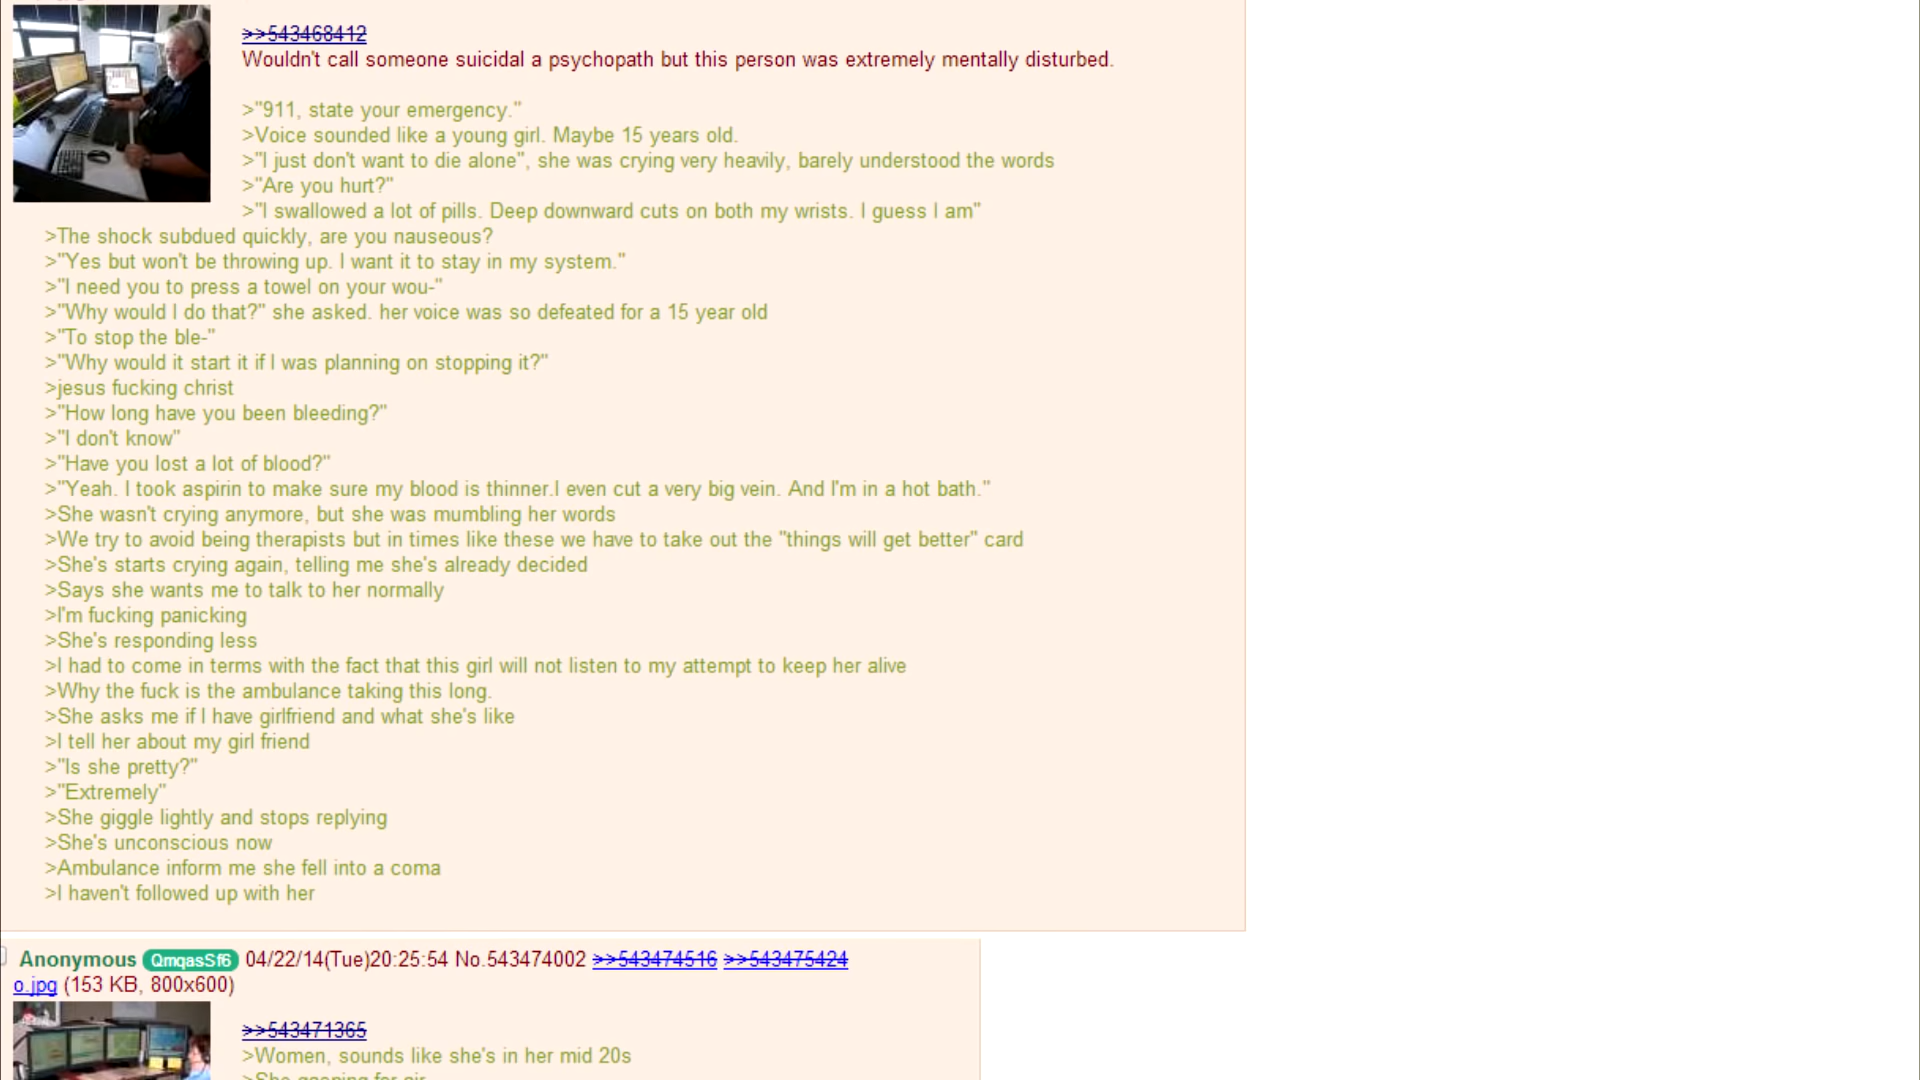 >>543468412
Wouldn't call someone suicidal a psychopath but this person was extremely mentally disturbed.
>"911, state your emergency."
>Voice sounded like a young girl. Maybe 15 years old.
>"I just don't want to die alone", she was crying very heavily, barely understood the words
>"Are you hurt?"
>"I swallowed a lot of pills. Deep downward cuts on both my wrists. I guess I am"
>The shock subdued quickly, are you nauseous?
>"Yes but won't be throwing up. I want it to stay in my system."
>"I need you to press a towel on your wou-"
>"Why would I do that?" she asked. her voice was so defeated for a 15 year old
>"To stop the ble-"
>"Why would it start it if I was planning on stopping it?"
>jesus fucking christ
>"How long have you been bleeding?"
>"I don't know"
>"Have you lost a lot of blood?"
>"Yeah. I took aspirin to make sure my blood is thinner.I even cut a very big vein. And I'm in a hot bath."
>She wasn't crying anymore, but she was mumbling her words
>We try to avoid being therapists but in times like these we have to take out the "things will get better" card
>She's starts crying again, telling me she's already decided
>Says she wants me to talk to her normally
>I'm fucking panicking
>She's responding less
>I had to come in terms with the fact that this girl will not listen to my attempt to keep her alive
>Why the fuck is the ambulance taking this long.
>She asks me if I have girlfriend and what she's like
>I tell her about my girl friend
>"Is she pretty?"
>"Extremely"
>She giggle lightly and stops replying
>She's unconscious now
>Ambulance inform me she fell into a coma
>I haven't followed up with her
Anonymous QmqasSf6 04/22/14(Tue)20:25:54 No.543474002 >>543474516 >>543475424
o.jpg (153 KB, 800x600)
>>543471365
>Women, sounds like she's in her mid 20s
>She gasping for air